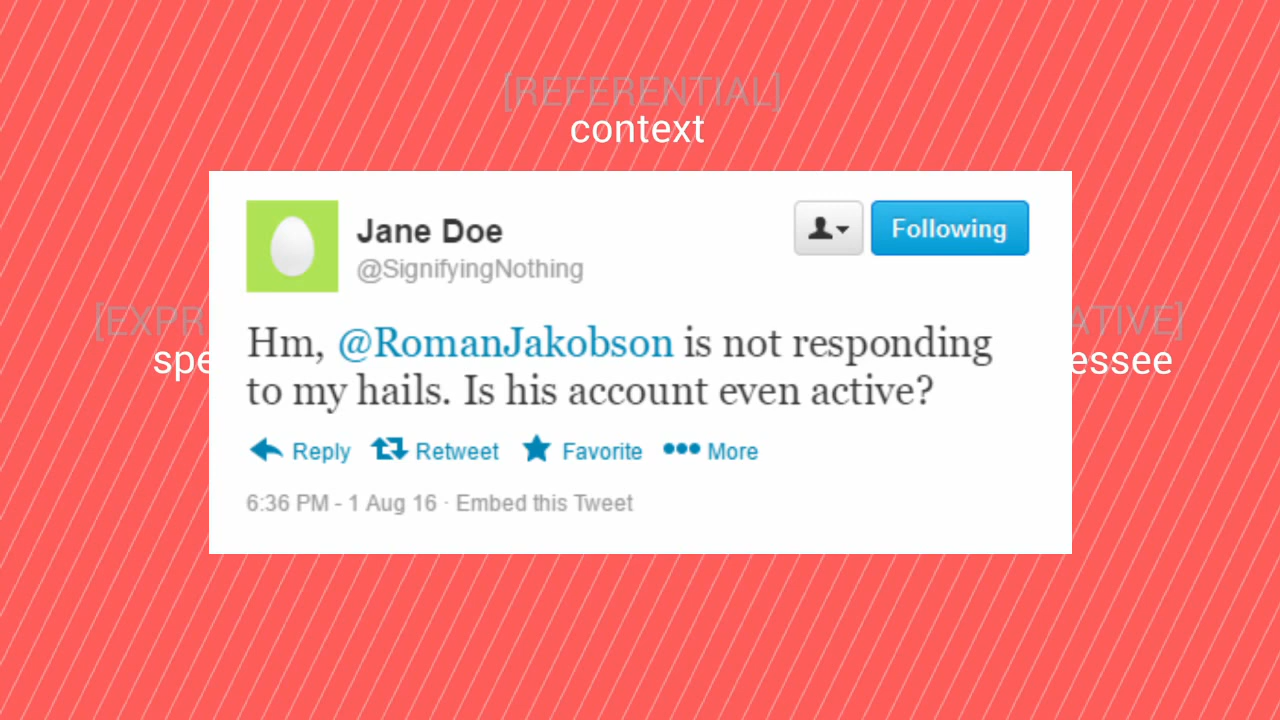 [REFERENTIAL]
context
Jane Doe
Following
@SignifyingNothing
[EXPR
ATIVE]
Hm, @RomanJakobson is not responding
spe
essee
to my hails. Is his account even active?
Reply Retweet Favorite More
6:36 PM - 1 Aug 16 · Embed this Tweet